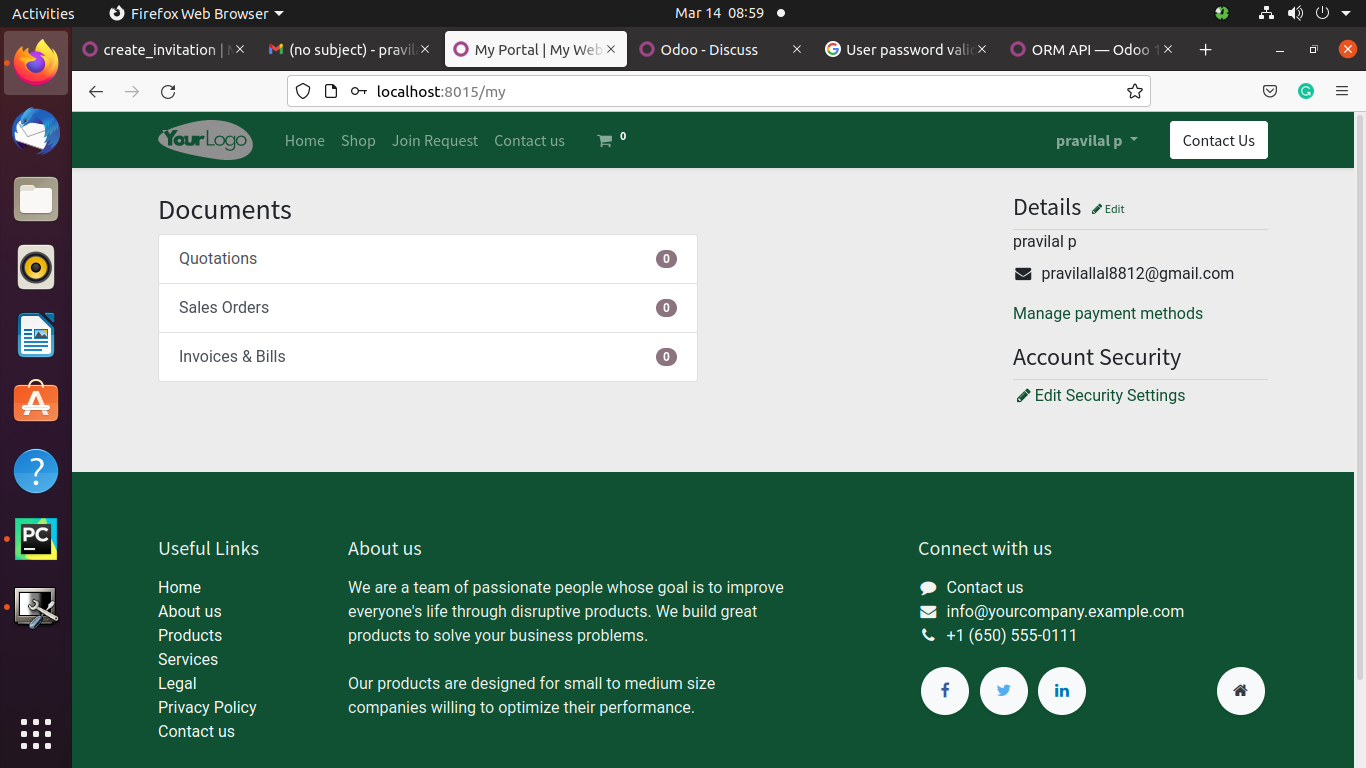 Activities Firefox Web Browser Mar 14 08:59
create_invitation | M (no subject) - pravil My Portal | My Web Odoo - Discuss User password valid ORM API — Odoo 1
localhost:8015/my
YourLogo Home Shop Join Request Contact us 0 pravilal p Contact Us
Documents
Quotations 0
Sales Orders 0
Invoices & Bills 0
Details Edit
pravilal p
pravilallal8812@gmail.com
Manage payment methods
Account Security
Edit Security Settings
Useful Links
Home
About us
Products
Services
Legal
Privacy Policy
Contact us
About us
We are a team of passionate people whose goal is to improve
everyone's life through disruptive products. We build great
products to solve your business problems.
Our products are designed for small to medium size
companies willing to optimize their performance.
Connect with us
Contact us
info@yourcompany.example.com
+1 (650) 555-0111
PC